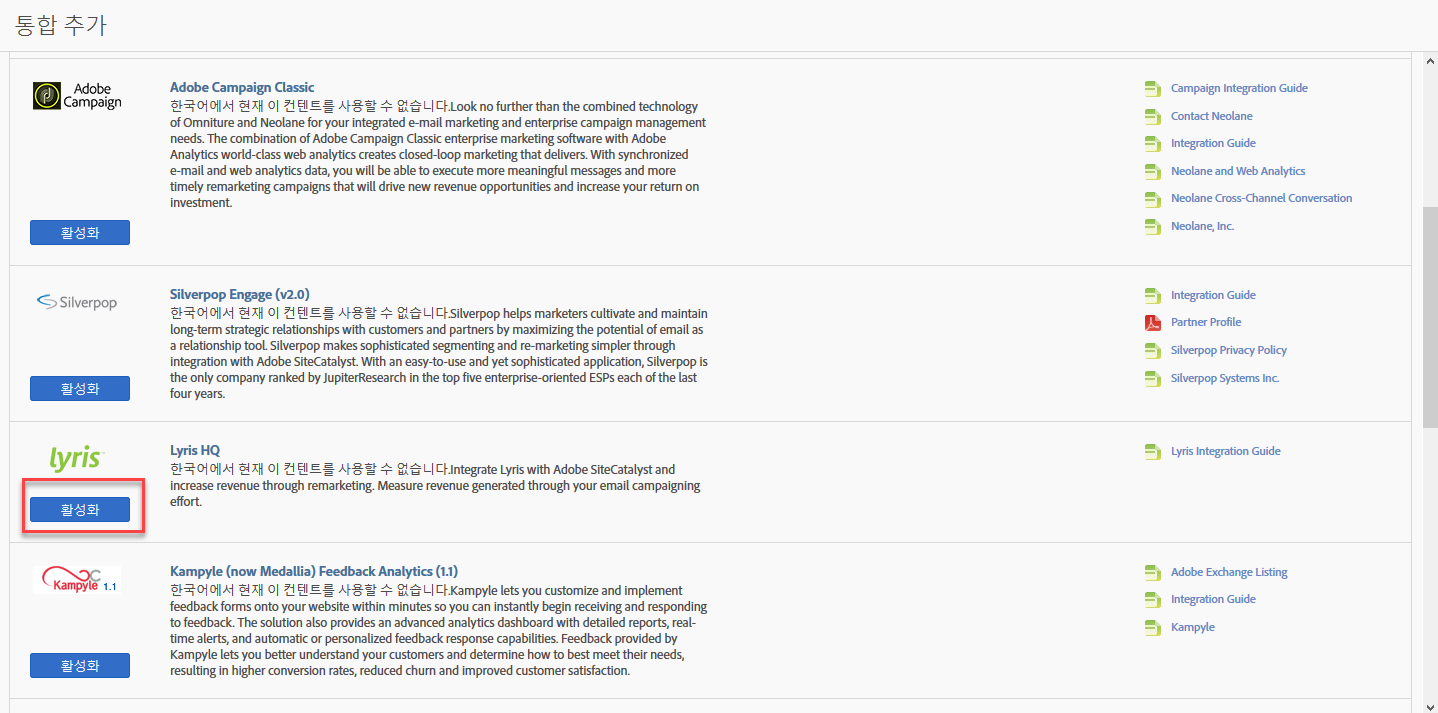 통합 추가
Adobe
Campaign
Adobe Campaign Classic
한국어에서 현재 이 컨텐트를 사용할 수 없습니다.Look no further than the combined technology
of Omniture and Neolane for your integrated e-mail marketing and enterprise campaign management
needs. The combination of Adobe Campaign Classic enterprise marketing software with Adobe
Analytics world-class web analytics creates closed-loop marketing that delivers. With synchronized
e-mail and web analytics data, you will be able to execute more meaningful messages and more
timely remarketing campaigns that will drive new revenue opportunities and increase your return on
investment.
활성화
Campaign Integration Guide
Contact Neolane
Integration Guide
Neolane and Web Analytics
Neolane Cross-Channel Conversation
Neolane, Inc.
Silverpop
Silverpop Engage (v2.0)
한국어에서 현재 이 컨텐트를 사용할 수 없습니다.Silverpop helps marketers cultivate and maintain
long-term strategic relationships with customers and partners by maximizing the potential of email as
a relationship tool. Silverpop makes sophisticated segmenting and re-marketing simpler through
integration with Adobe SiteCatalyst. With an easy-to-use and yet sophisticated application, Silverpop is
the only company ranked by JupiterResearch in the top five enterprise-oriented ESPs each of the last
four years.
활성화
Integration Guide
Partner Profile
Silverpop Privacy Policy
Silverpop Systems Inc.
lyris
Lyris HQ
한국어에서 현재 이 컨텐트를 사용할 수 없습니다.Integrate Lyris with Adobe SiteCatalyst and
increase revenue through remarketing. Measure revenue generated through your email campaigning
effort.
활성화
Lyris Integration Guide
Kampyle 1.1
Kampyle (now Medallia) Feedback Analytics (1.1)
한국어에서 현재 이 컨텐트를 사용할 수 없습니다.Kampyle lets you customize and implement
feedback forms onto your website within minutes so you can instantly begin receiving and responding
to feedback. The solution also provides an advanced analytics dashboard with detailed reports, real-
time alerts, and automatic or personalized feedback response capabilities. Feedback provided by
Kampyle lets you better understand your customers and determine how to best meet their needs,
resulting in higher conversion rates, reduced churn and improved customer satisfaction.
활성화
Adobe Exchange Listing
Integration Guide
Kampyle